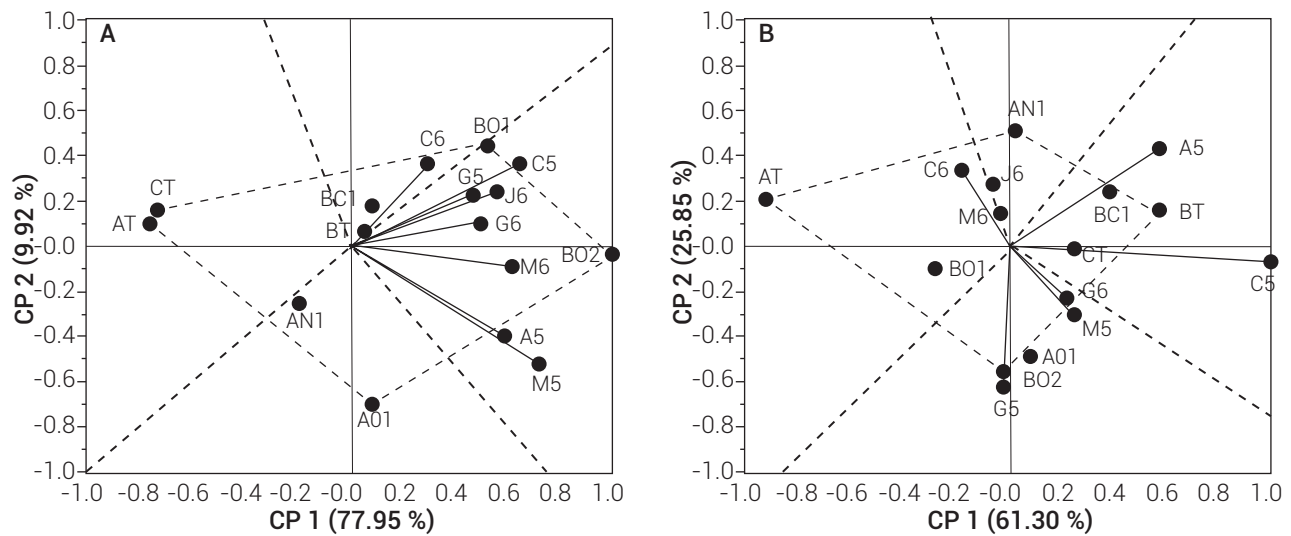 A
1.0
0.8
0.6
0.4
0.2
-0.0
-0.2
-0.4
-0.6
-0.8
-1.0
CP 2 (9.92 %)
BO1
C6
C5
G5
J6
CT
BC1
AT
BT
G6
BO2
M6
AN1
A5
M5
A01
-1.0 -0.8 -0.6 -0.4 -0.2 -0.0 0.2 0.4 0.6 0.8 1.0
CP 1 (77.95 %)
B
1.0
0.8
0.6
0.4
0.2
-0.0
-0.2
-0.4
-0.6
-0.8
-1.0
CP 2 (25.85 %)
AN1
A5
AT
C6
J6
BC1
BT
M6
CT
BO1
C5
G6
M5
A01
BO2
G5
-1.0 -0.8 -0.6 -0.4 -0.2 0.0 0.2 0.4 0.6 0.8 1.0
CP 1 (61.30 %)